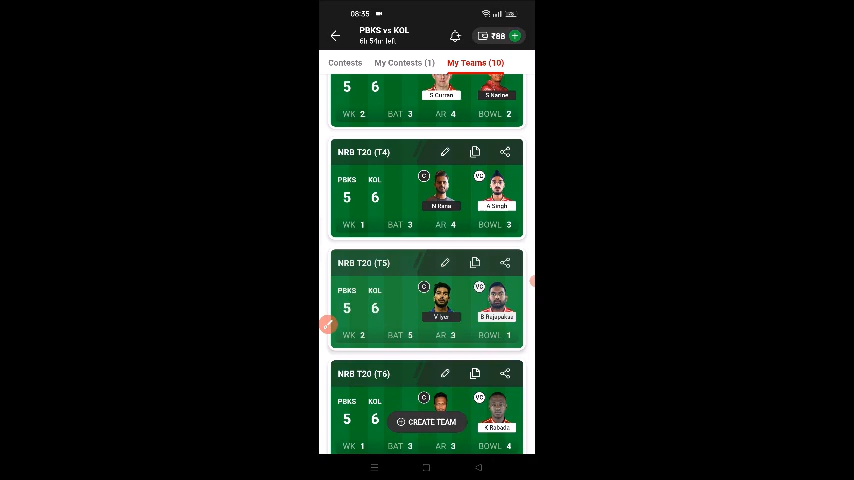 08:35
PBKS vs KOL
6h 54m left
₹88
Contests My Contests (1) My Teams (10)
5 6 S Curran S Narine
WK 2 BAT 3 AR 4 BOWL 2
NRB T20 (T4)
PBKS KOL C VC
5 6 N Rana A Singh
WK 1 BAT 3 AR 4 BOWL 3
NRB T20 (T5)
PBKS KOL C VC
5 6 V Iyer B Rajapaksa
WK 2 BAT 5 AR 3 BOWL 1
NRB T20 (T6)
PBKS KOL C VC
5 6 K Rabada
CREATE TEAM
WK 1 BAT 3 AR 3 BOWL 4